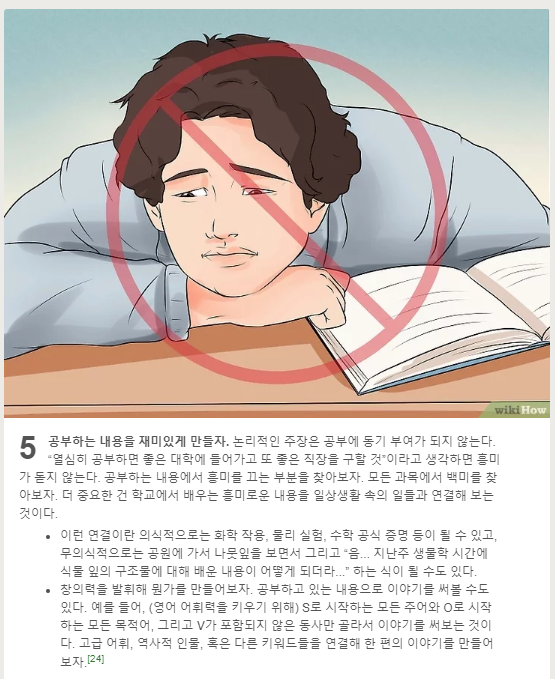 wikiHow
5 공부하는 내용을 재미있게 만들자. 논리적인 주장은 공부에 동기 부여가 되지 않는다.
“열심히 공부하면 좋은 대학에 들어가고 또 좋은 직장을 구할 것”이라고 생각하면 흥미
가 돋지 않는다. 공부하는 내용에서 흥미를 끄는 부분을 찾아보자. 모든 과목에서 백미를 찾
아보자. 더 중요한 건 학교에서 배우는 흥미로운 내용을 일상생활 속의 일들과 연결해 보는
것이다.
• 이런 연결이란 의식적으로는 화학 작용, 물리 실험, 수학 공식 증명 등이 될 수 있고,
무의식적으로는 공원에 가서 나뭇잎을 보면서 그리고 “음... 지난주 생물학 시간에
식물 잎의 구조물에 대해 배운 내용이 어떻게 되더라...” 하는 식이 될 수도 있다.
• 창의력을 발휘해 뭔가를 만들어보자. 공부하고 있는 내용으로 이야기를 써볼 수도
있다. 예를 들어, (영어 어휘력을 키우기 위해) S로 시작하는 모든 주어와 O로 시작
하는 모든 목적어, 그리고 V가 포함되지 않은 동사만 골라서 이야기를 써보는 것이
다. 고급 어휘, 역사적 인물, 혹은 다른 키워드들을 연결해 한 편의 이야기를 만들어
보자.[24]